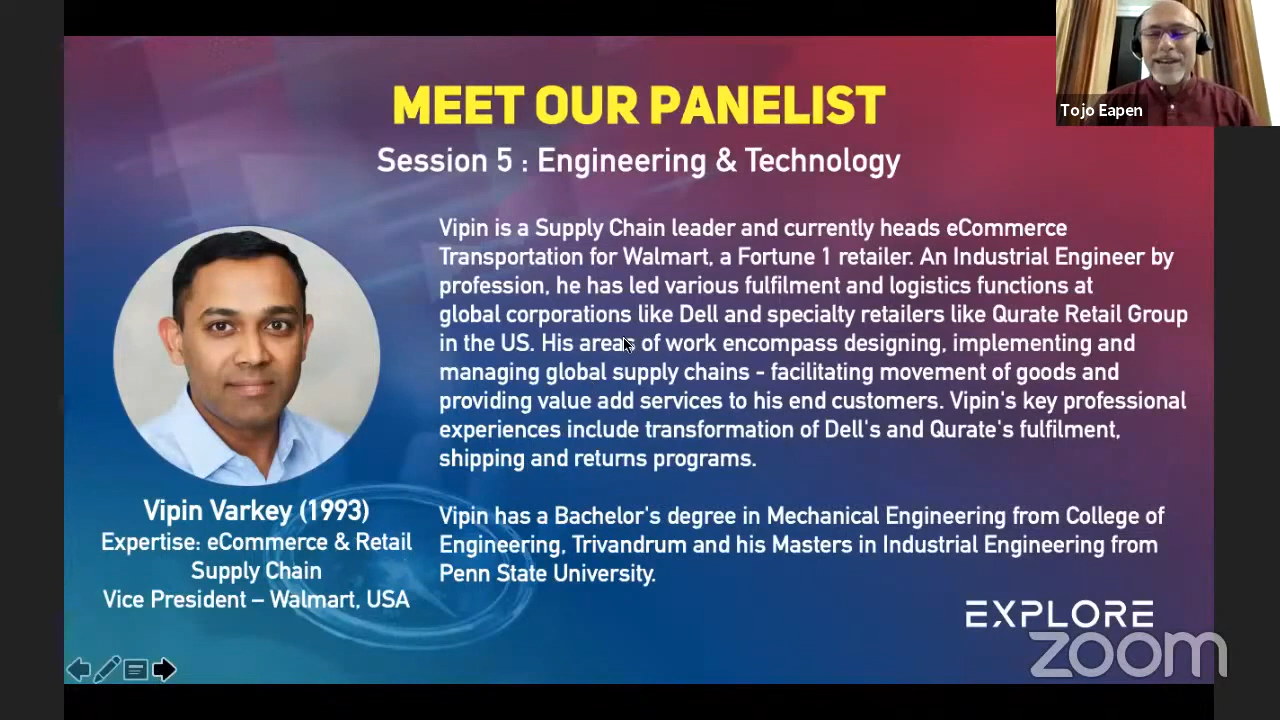 MEET OUR PANELIST
Tojo Eapen
Session 5 : Engineering & Technology
Vipin is a Supply Chain leader and currently heads eCommerce
Transportation for Walmart, a Fortune 1 retailer. An Industrial Engineer by
profession, he has led various fulfilment and logistics functions at
global corporations like Dell and specialty retailers like Qurate Retail Group
in the US. His areas of work encompass designing, implementing and
managing global supply chains - facilitating movement of goods and
providing value add services to his end customers. Vipin's key professional
experiences include transformation of Dell's and Qurate's fulfilment,
shipping and returns programs.
Vipin has a Bachelor's degree in Mechanical Engineering from College of
Engineering, Trivandrum and his Masters in Industrial Engineering from
Penn State University.
Vipin Varkey (1993)
Expertise: eCommerce & Retail
Supply Chain
Vice President – Walmart, USA
EXPLORE
zoom